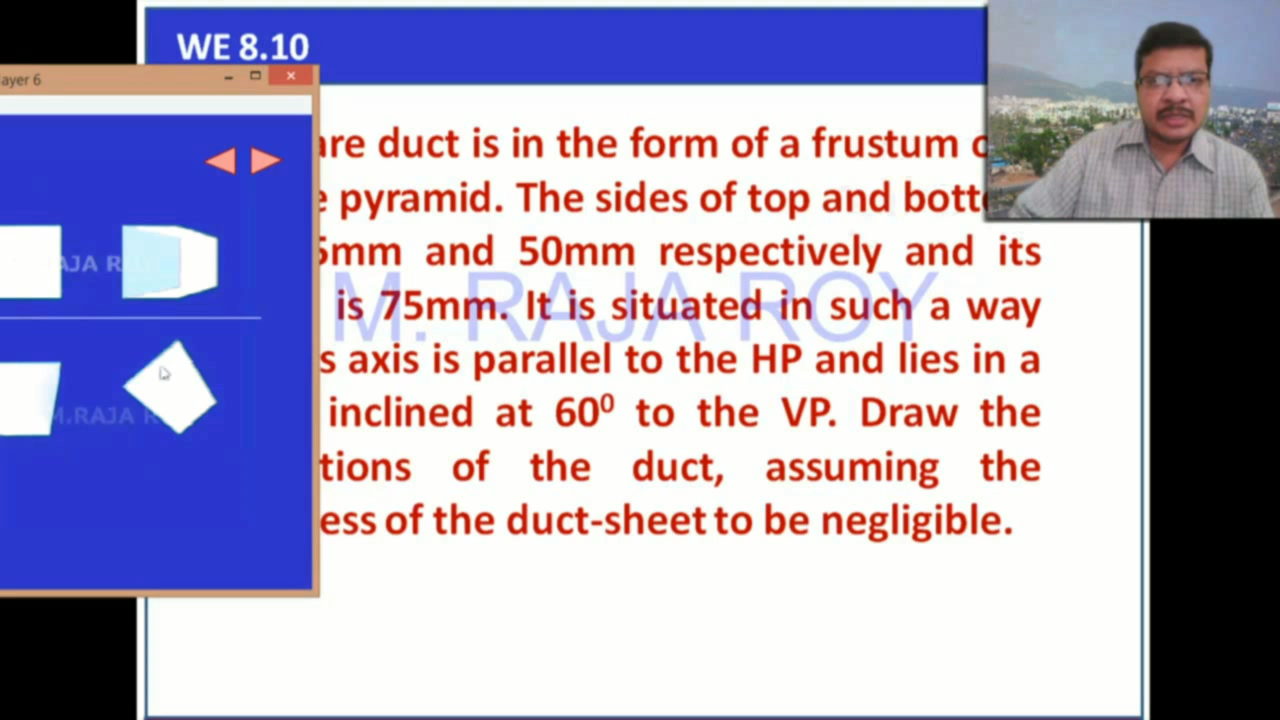 WE 8.10
ayer 6
are duct is in the form of a frustum
e pyramid. The sides of top and bott
5mm and 50mm respectively and its
is 75mm. It is situated in such a way
s axis is parallel to the HP and lies in a
inclined at 60⁰ to the VP. Draw the
tions of the duct, assuming the
ess of the duct-sheet to be negligible.
M. RAJA ROY
M.RAJA R